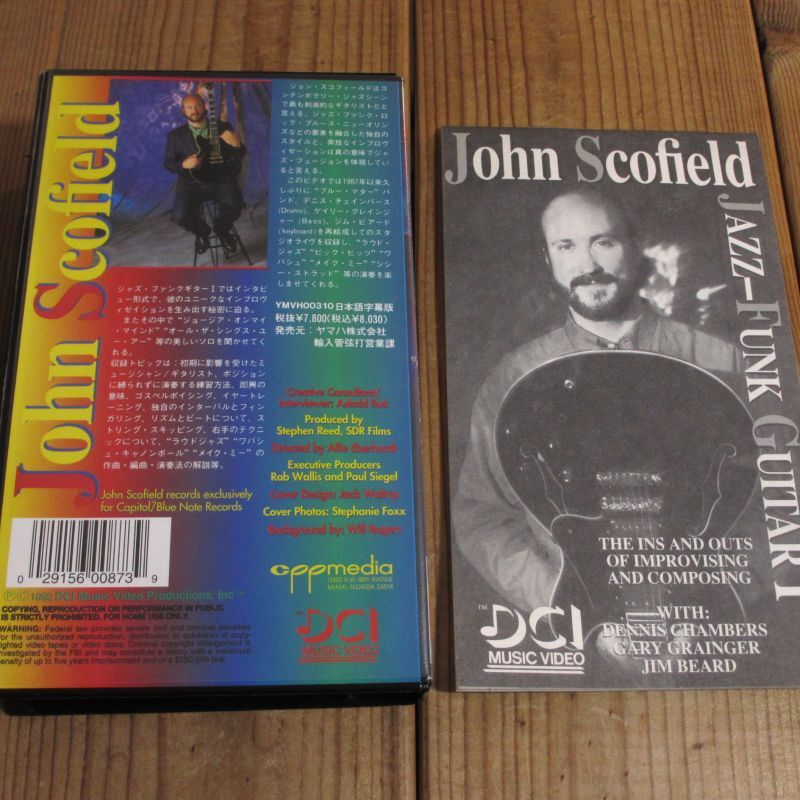 John Scofield
ジョン・スコフィールドはコ
ンテンポラリー・ジャズシーン
で最も刺激的なギタリストだと
言える。ジャズ・ファンク・ロ
ック・ブルース・ニューオリン
ズなどの要素を融合した独自の
スタイルと、奔放なインプロヴ
ィゼーションは真の意味でジャ
ズ・フュージョンを体現してい
ると言える。
このビデオでは1987年以来久
しぶりに“ブルー・マター”バ
ンド、デニス・チェインバース
(Drums)、ゲイリー・グレインジ
ャー(Bass)、ジム・ビアード
(keyboard)を再結成してのスタ
ジオライヴを収録し、“ラウド・
ジャズ”“ピック・ヒッツ”“ワ
バシュ”“メイク・ミー”“シシ
ー・ストラッド”等の演奏を楽
しませてくれる。
ジャズ・ファンクギターⅠではインタビ
ュー形式で、彼のユニークなインプロヴ
ィゼイションを生み出す秘密に迫る。
またその中で“ジョージア・オンマイ
・マインド”“オール・ザ・シングス・ユ
ー・アー”等の美しいソロを聞かせてく
れる。
収録トピックは：初期に影響を受けたミ
ュージシャン/ギタリスト、ポジション
に縛られずに演奏する練習方法、即興の
意味、ゴスペルボイシング、イヤートレ
ーニング、独自のインターバルとフィン
ガリング、リズムとビートについて、ス
トリング・スキッピング、右手のテクニ
ックについて、“ラウドジャズ”“ワバ
シュ・キャノンボール”“メイク・ミー”の
作曲・編曲・演奏法の解説等。
YMVH00310日本語字幕版
税抜¥7,800(税込¥8,030)
発売元：ヤマハ株式会社
輸入管弦打営業課
Creative Consultant/
Interviewer: Askold Buk
Produced by
Stephen Reed, SDR Films
Directed by Alfie Eberhardt
Executive Producers
Rob Wallis and Paul Siegel
Cover Design: Jack Waltrip
Cover Photos: Stephanie Foxx
Background by: Will Rogers
John Scofield records exclusively
for Capitol/Blue Note Records
0 29156 00873 9
cppmedia
15800 N.W. 48th AVENUE
MIAMI, FLORIDA 33014
Ⓟ©1992 DCI Music Video Productions, Inc.™
COPYING, REPRODUCTION OR PERFORMANCE IN PUBLIC
IS STRICTLY PROHIBITED. FOR HOME USE ONLY.
WARNING: Federal law provides severe civil and criminal penalties
for the unauthorized reproduction, distribution or exhibition of copy-
righted video tapes or video discs. Criminal copyright infringement is
investigated by the FBI and may constitute a felony with a maximum
penalty of up to five years imprisonment and or a $250,000 fine.
™DCI
MUSIC VIDEO
John Scofield
JAZZ-FUNK GUITAR I
THE INS AND OUTS
OF IMPROVISING
AND COMPOSING
WITH:
DENNIS CHAMBERS
GARY GRAINGER
JIM BEARD
™DCI
MUSIC VIDEO